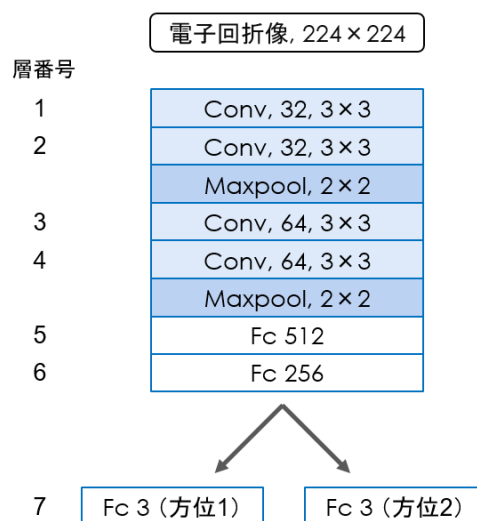 電子回折像, 224×224
層番号
1 Conv, 32, 3×3
2 Conv, 32, 3×3
Maxpool, 2×2
3 Conv, 64, 3×3
4 Conv, 64, 3×3
Maxpool, 2×2
5 Fc 512
6 Fc 256
7 Fc 3 (方位1) Fc 3 (方位2)